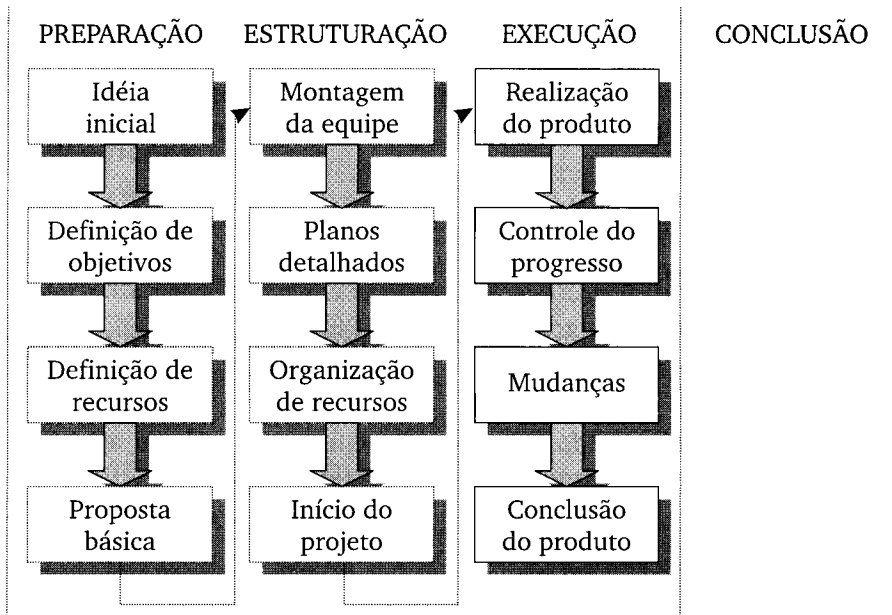 PREPARAÇÃO
Idéia
inicial
Definição de
objetivos
Definição de
recursos
Proposta
básica
ESTRUTURAÇÃO
Montagem
da equipe
Planos
detalhados
Organização
de recursos
Início do
projeto
EXECUÇÃO
Realização
do produto
Controle do
progresso
Mudanças
Conclusão
do produto
CONCLUSÃO